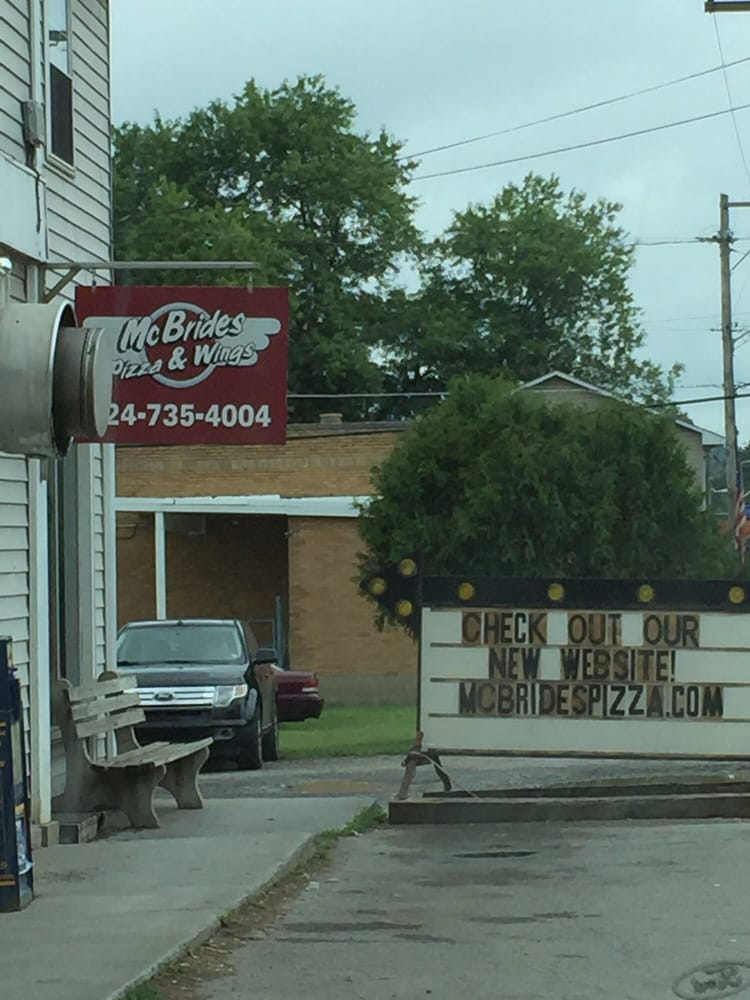 McBrides
Pizza & Wings
24-735-4004
CHECK OUT OUR
NEW WEBSITE!
MCBRIDESPIZZA.COM